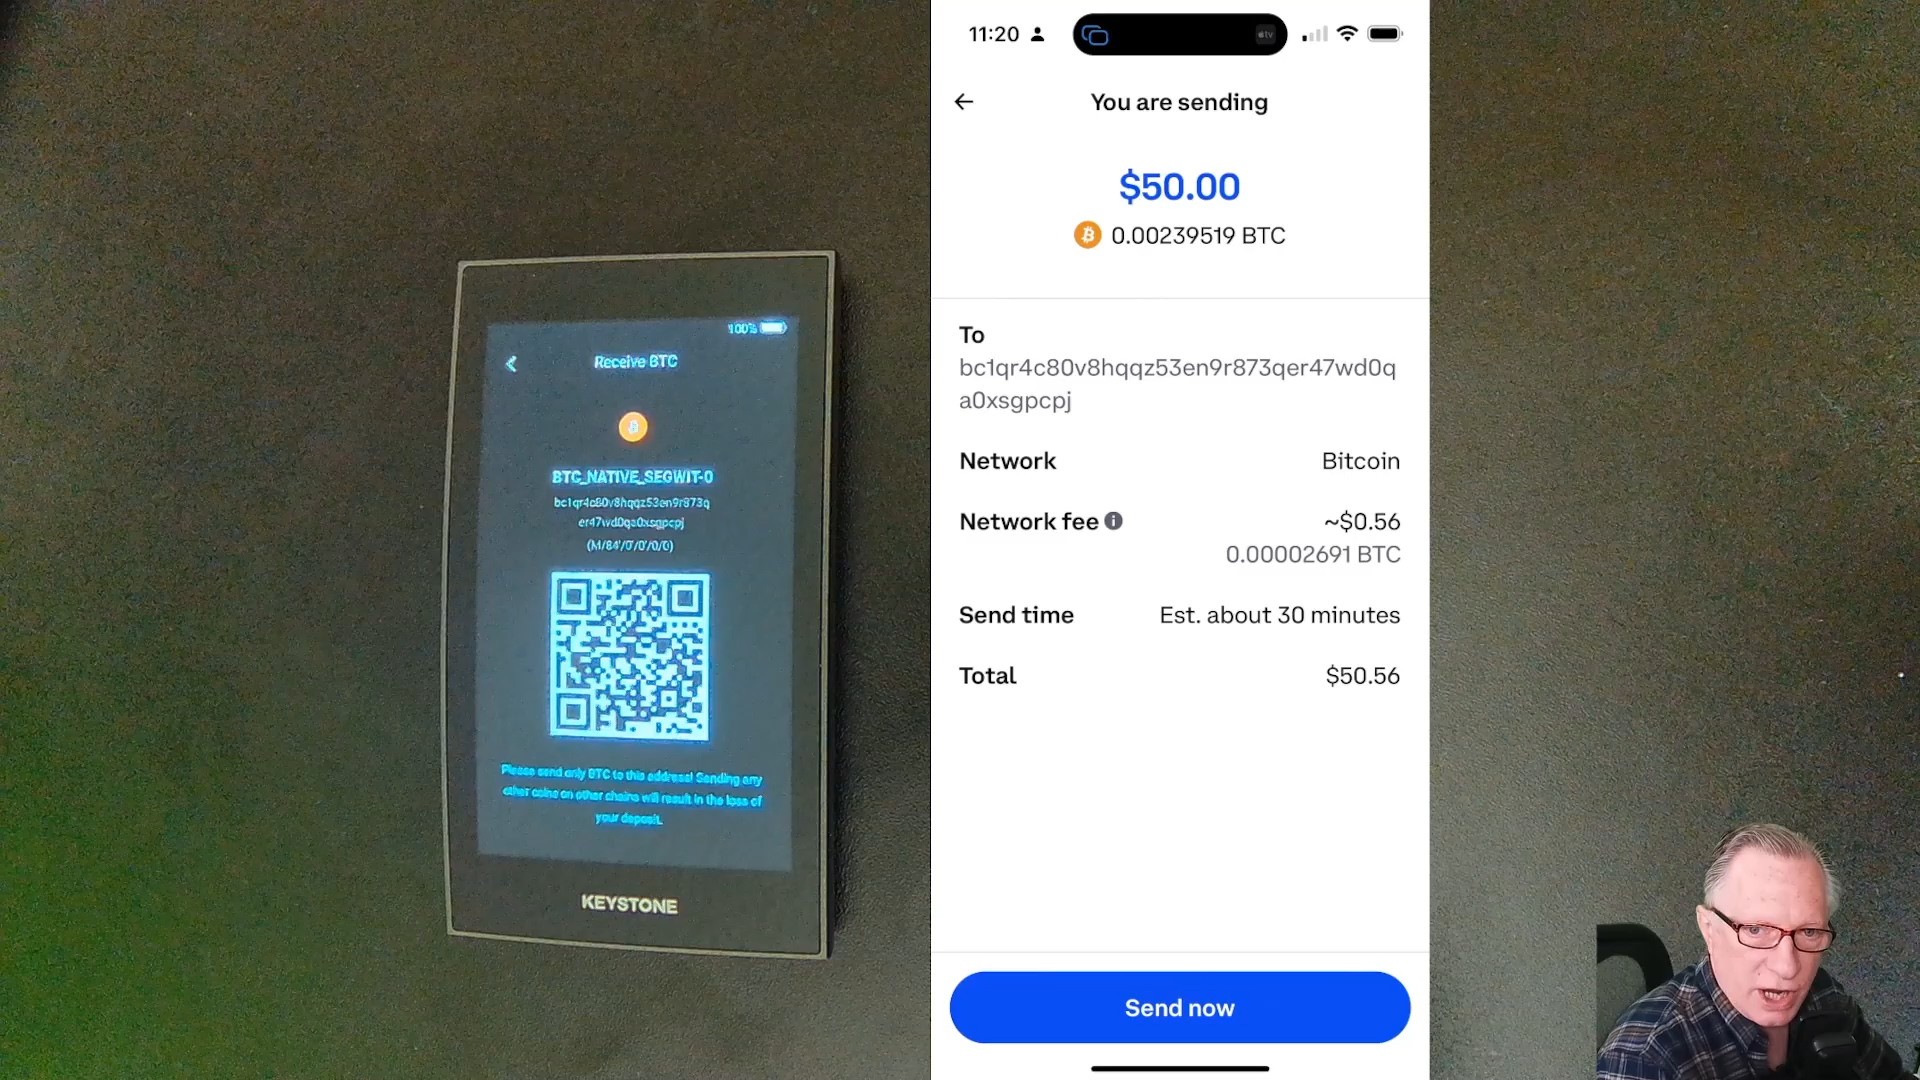 100%
Receive BTC
BTC_NATIVE_SEGWIT-0
bc1qr4c80v8hqqz53en9r873q
er47wd0qa0xsgpcpj
(M/84'/0'/0'/0/0)
Please send only BTC to this address! Sending any
other coins on other chains will result in the loss of
your deposit.
KEYSTONE
11:20
tv
You are sending
$50.00
0.00239519 BTC
To
bc1qr4c80v8hqqz53en9r873qer47wd0q
a0xsgpcpj
Network Bitcoin
Network fee ~$0.56
0.00002691 BTC
Send time Est. about 30 minutes
Total $50.56
Send now